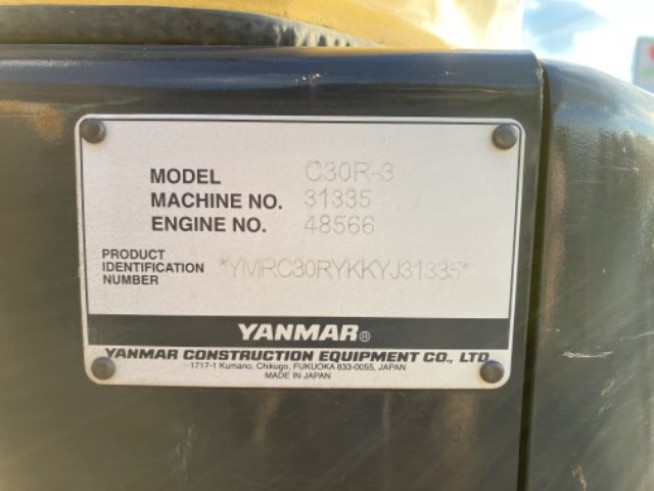 MODEL C30R-3
MACHINE NO. 31335
ENGINE NO. 48566
PRODUCT IDENTIFICATION NUMBER *YMRC30RYKKYJ31335*
YANMAR®
YANMAR CONSTRUCTION EQUIPMENT CO., LTD.
1717-1 Kumano, Chikugo, FUKUOKA 833-0055, JAPAN
MADE IN JAPAN